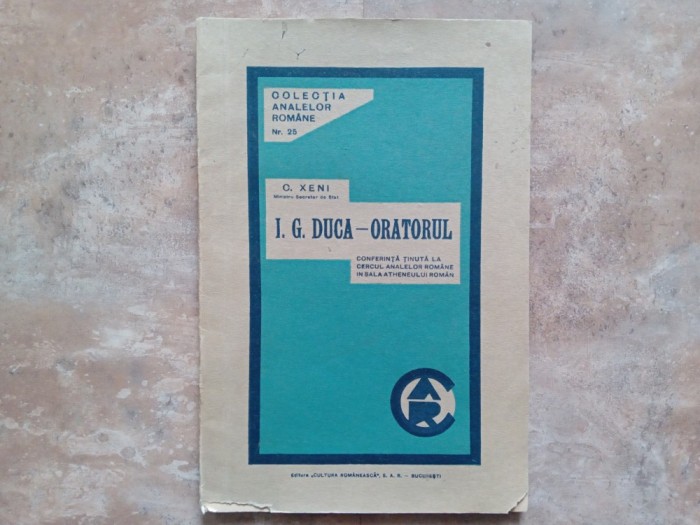 COLECȚIA
ANALELOR
ROMÂNE
Nr. 25
C. XENI
Ministru Secretar de Stat
I. G. DUCA — ORATORUL
CONFERINȚĂ ȚINUTĂ LA
CERCUL ANALELOR ROMÂNE
IN SALA ATHENEULUI ROMÂN
CAR
Editura „CULTURA ROMÂNEASCĂ", S. A. R. — BUCUREȘTI